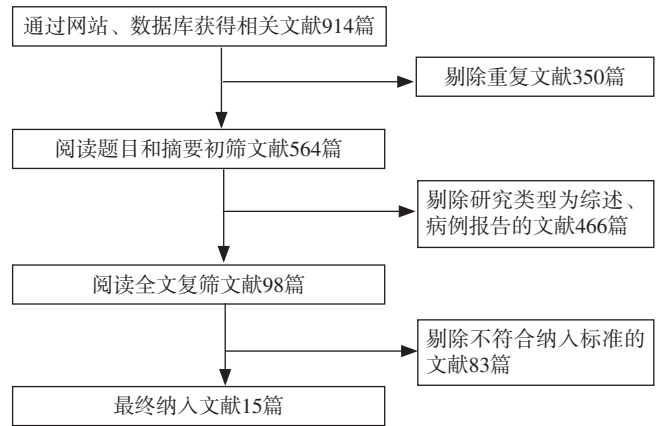 通过网站、数据库获得相关文献914篇
剔除重复文献350篇
阅读题目和摘要初筛文献564篇
剔除研究类型为综述、
病例报告的文献466篇
阅读全文复筛文献98篇
剔除不符合纳入标准的
文献83篇
最终纳入文献15篇